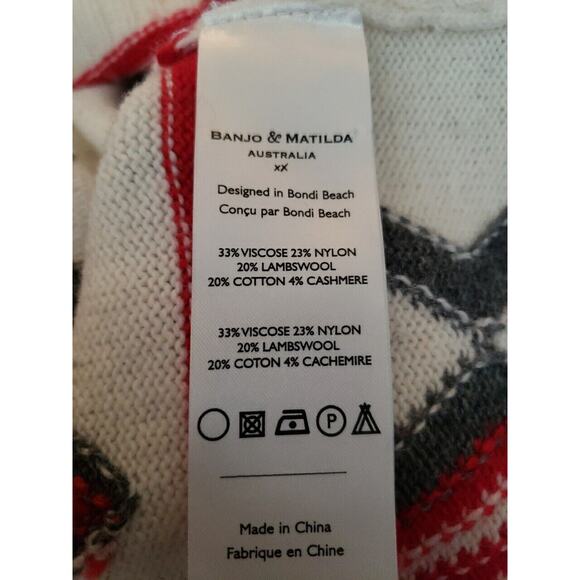 BANJO & MATILDA
AUSTRALIA
xX
Designed in Bondi Beach
Conçu par Bondi Beach
33% VISCOSE 23% NYLON
20% LAMBSWOOL
20% COTTON 4% CASHMERE
33% VISCOSE 23% NYLON
20% LAMBSWOOL
20% COTON 4% CACHEMIRE
P
Made in China
Fabrique en Chine